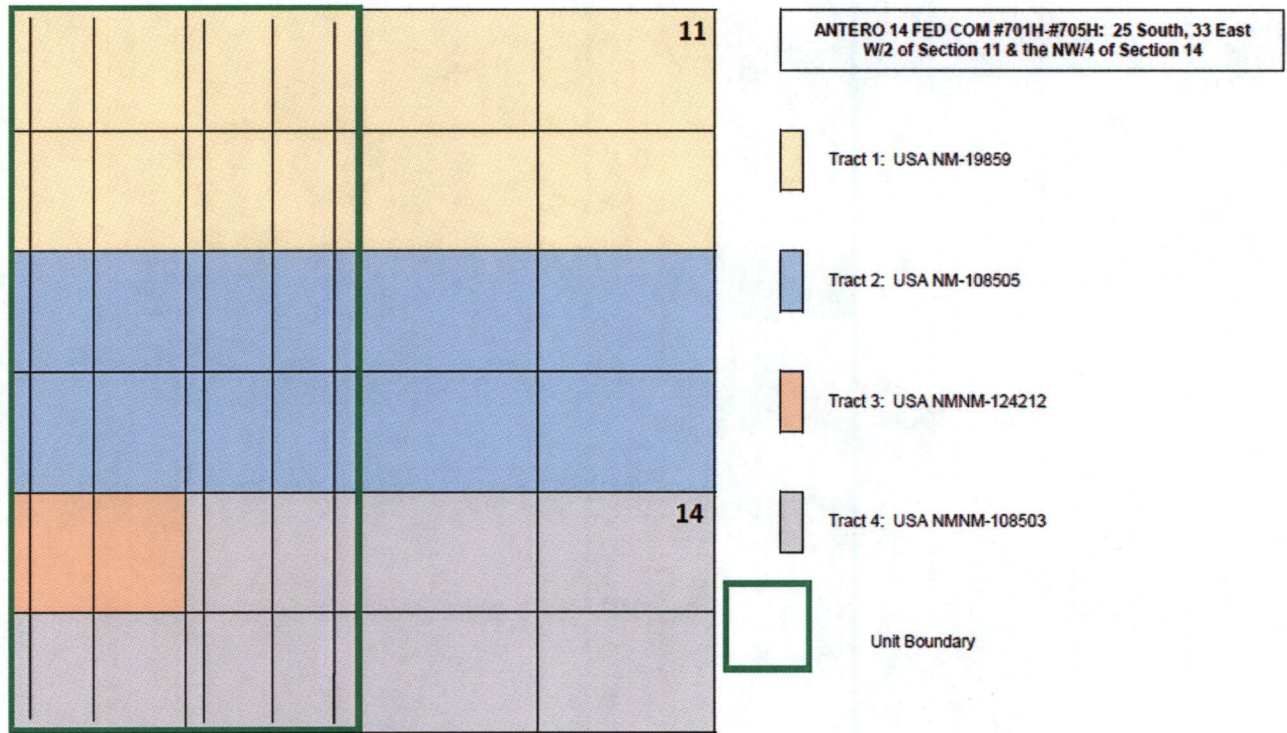 11
ANTERO 14 FED COM #701H-#705H: 25 South, 33 East
W/2 of Section 11 & the NW/4 of Section 14
Tract 1: USA NM-19859
Tract 2: USA NM-108505
Tract 3: USA NMNM-124212
14
Tract 4: USA NMNM-108503
Unit Boundary